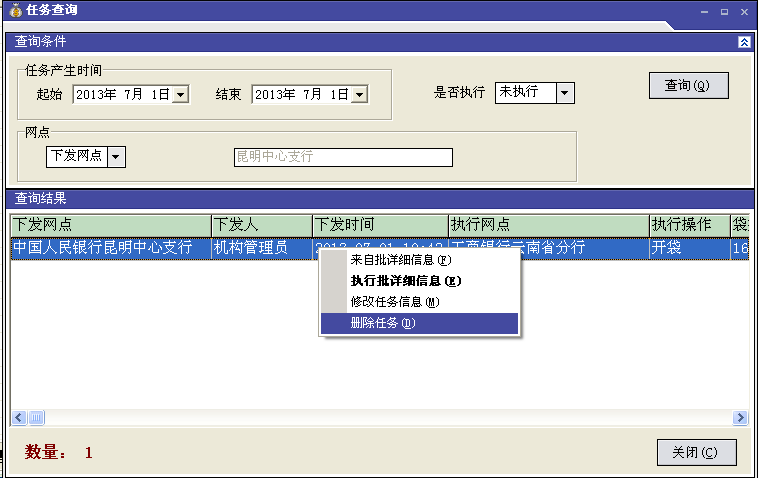 任务查询
查询条件
任务产生时间
起始 2013年 7月 1日 结束 2013年 7月 1日 是否执行 未执行 查询(Q)
网点
下发网点 昆明中心支行
查询结果
下发网点 下发人 下发时间 执行网点 执行操作
中国人民银行昆明中心支行 机构管理员 工商银行云南省分行 开袋 16
来自批详细信息(F)
执行批详细信息(E)
修改任务信息(M)
删除任务(D)
数量： 1 关闭(C)